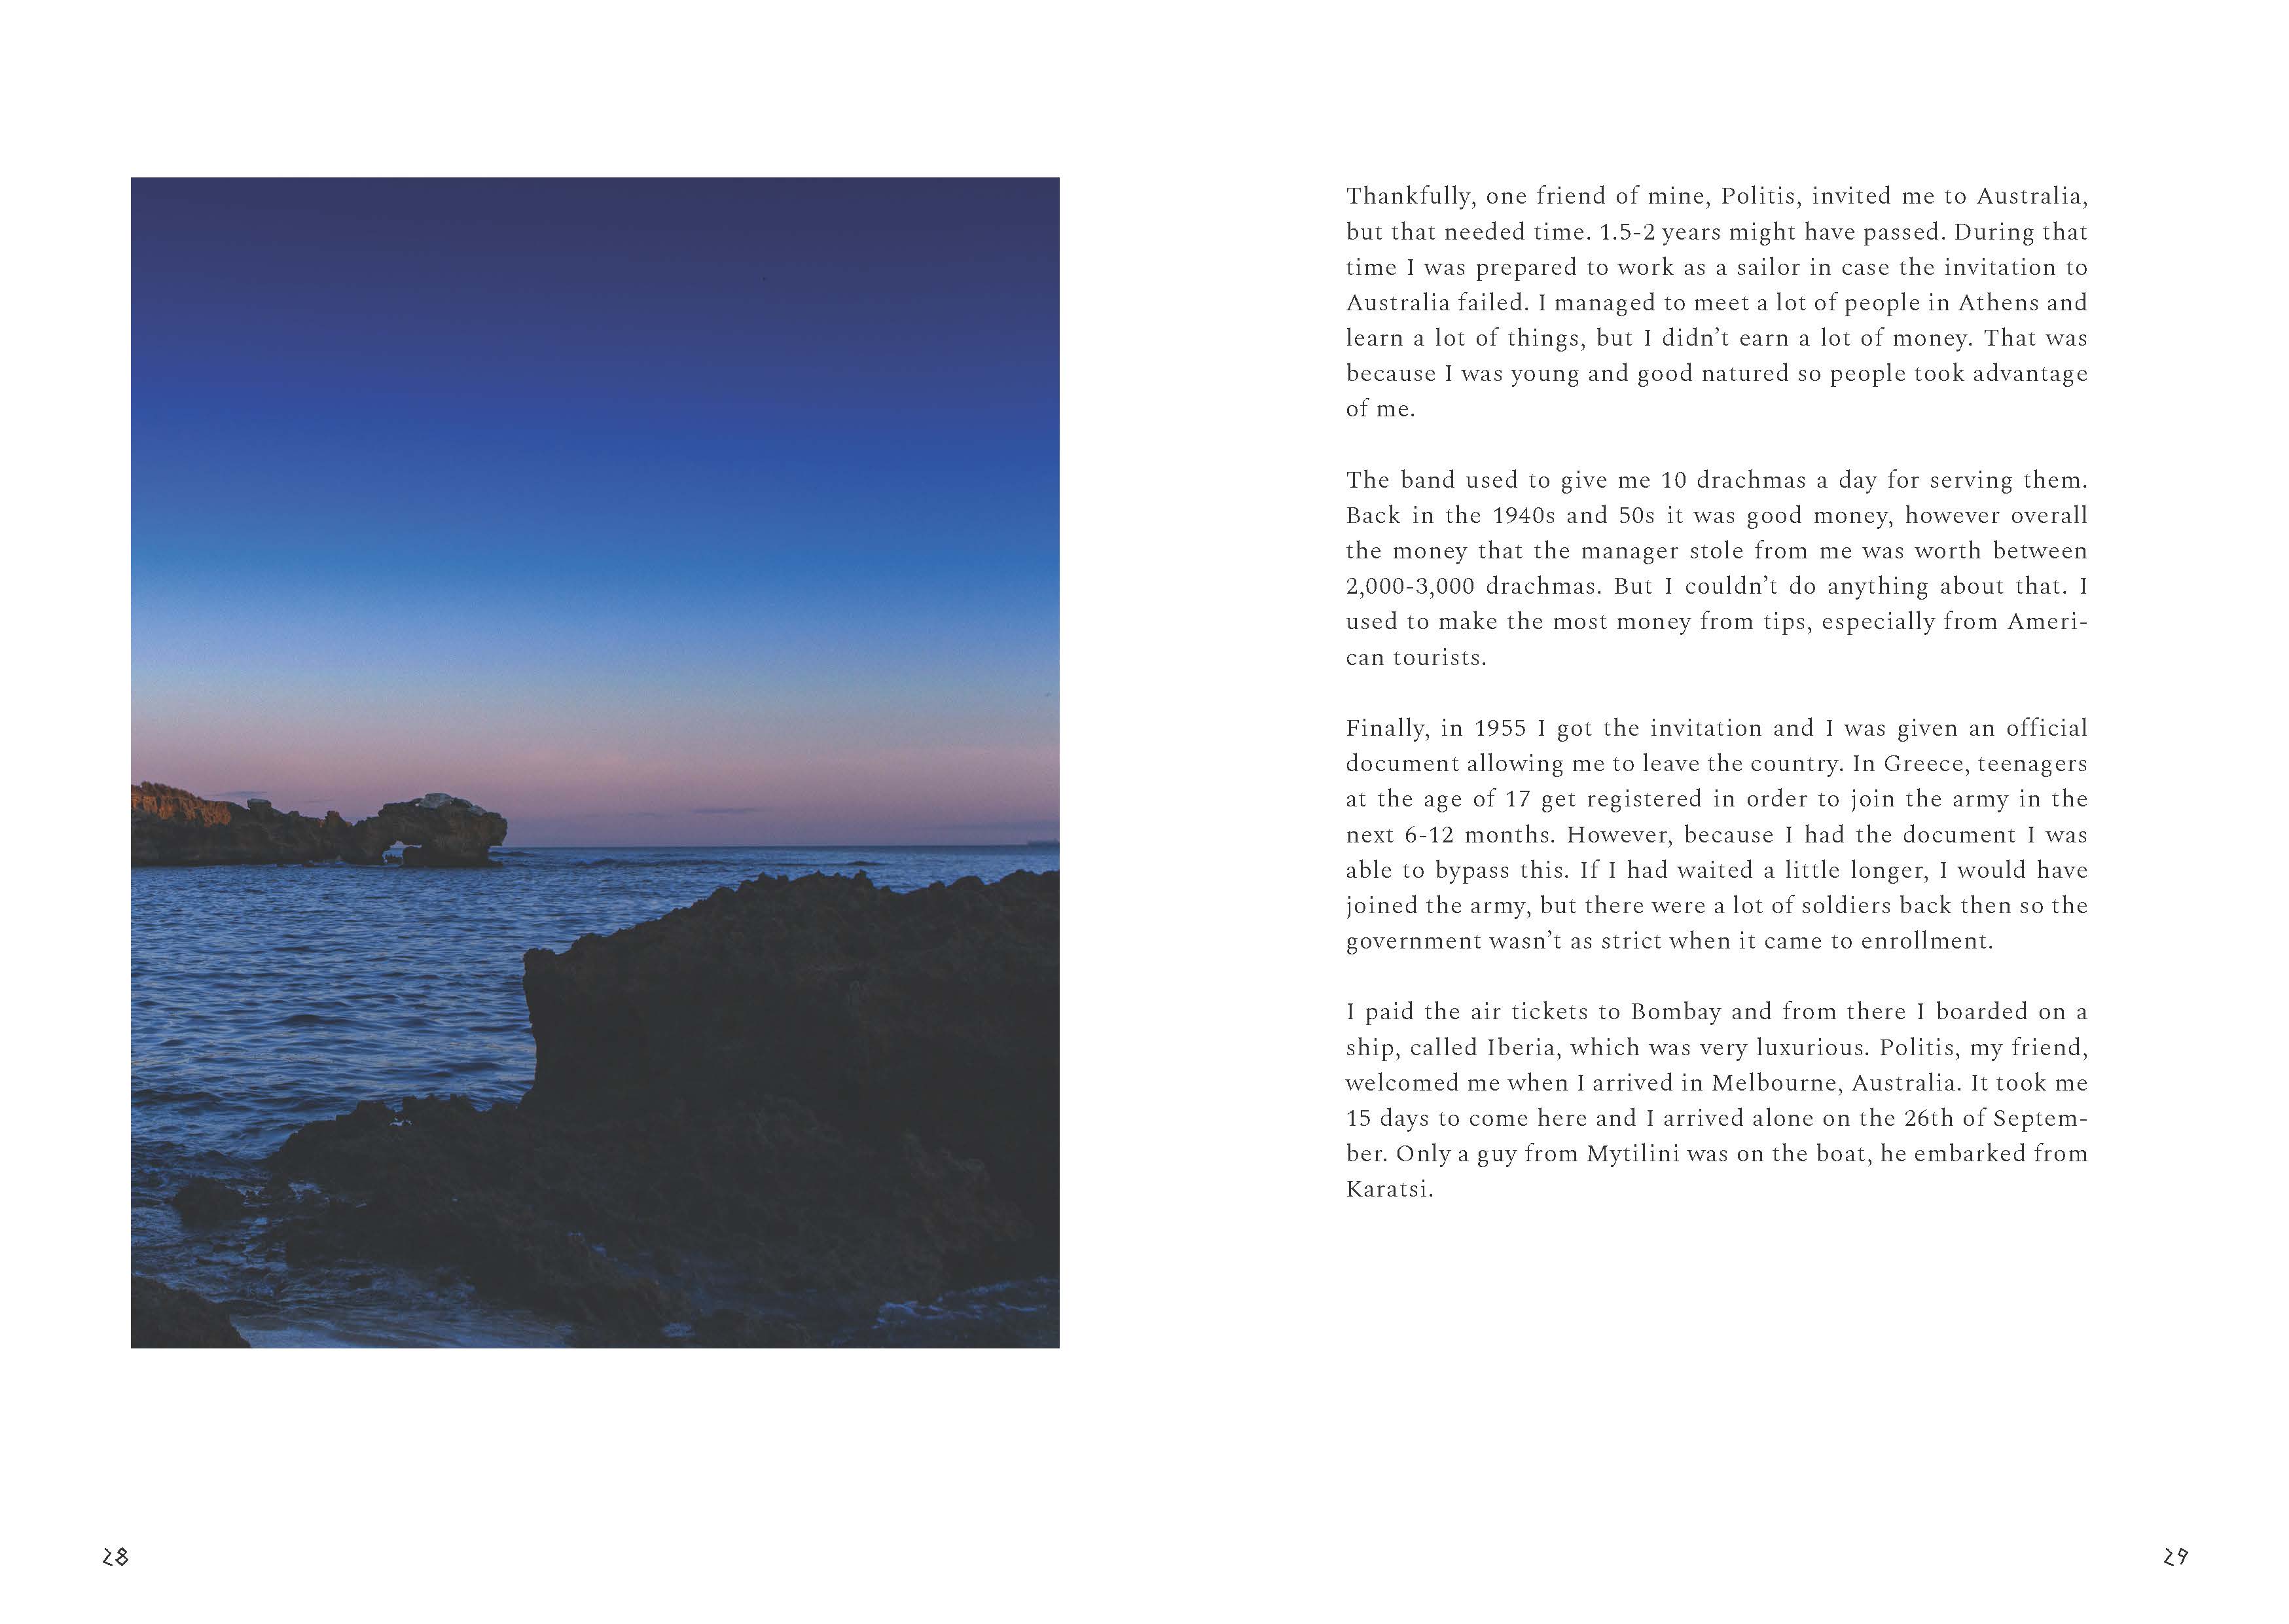 Thankfully, one friend of mine, Politis, invited me to Australia,
but that needed time. 1.5-2 years might have passed. During that
time I was prepared to work as a sailor in case the invitation to
Australia failed. I managed to meet a lot of people in Athens and
learn a lot of things, but I didn’t earn a lot of money. That was
because I was young and good natured so people took advantage
of me.
The band used to give me 10 drachmas a day for serving them.
Back in the 1940s and 50s it was good money, however overall
the money that the manager stole from me was worth between
2,000-3,000 drachmas. But I couldn’t do anything about that. I
used to make the most money from tips, especially from Ameri-
can tourists.
Finally, in 1955 I got the invitation and I was given an official
document allowing me to leave the country. In Greece, teenagers
at the age of 17 get registered in order to join the army in the
next 6-12 months. However, because I had the document I was
able to bypass this. If I had waited a little longer, I would have
joined the army, but there were a lot of soldiers back then so the
government wasn’t as strict when it came to enrollment.
I paid the air tickets to Bombay and from there I boarded on a
ship, called Iberia, which was very luxurious. Politis, my friend,
welcomed me when I arrived in Melbourne, Australia. It took me
15 days to come here and I arrived alone on the 26th of Septem-
ber. Only a guy from Mytilini was on the boat, he embarked from
Karatsi.
28
29